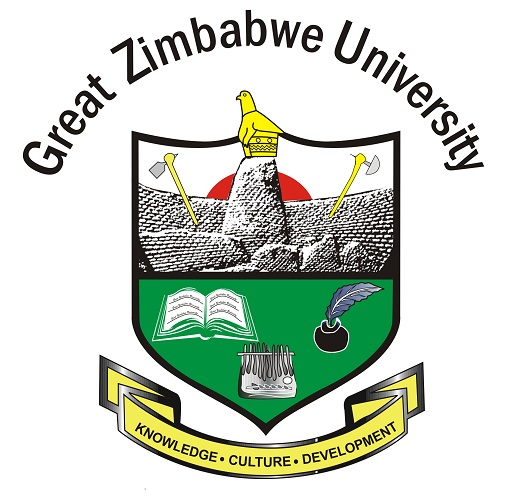 Great Zimbabwe University
KNOWLEDGE • CULTURE • DEVELOPMENT